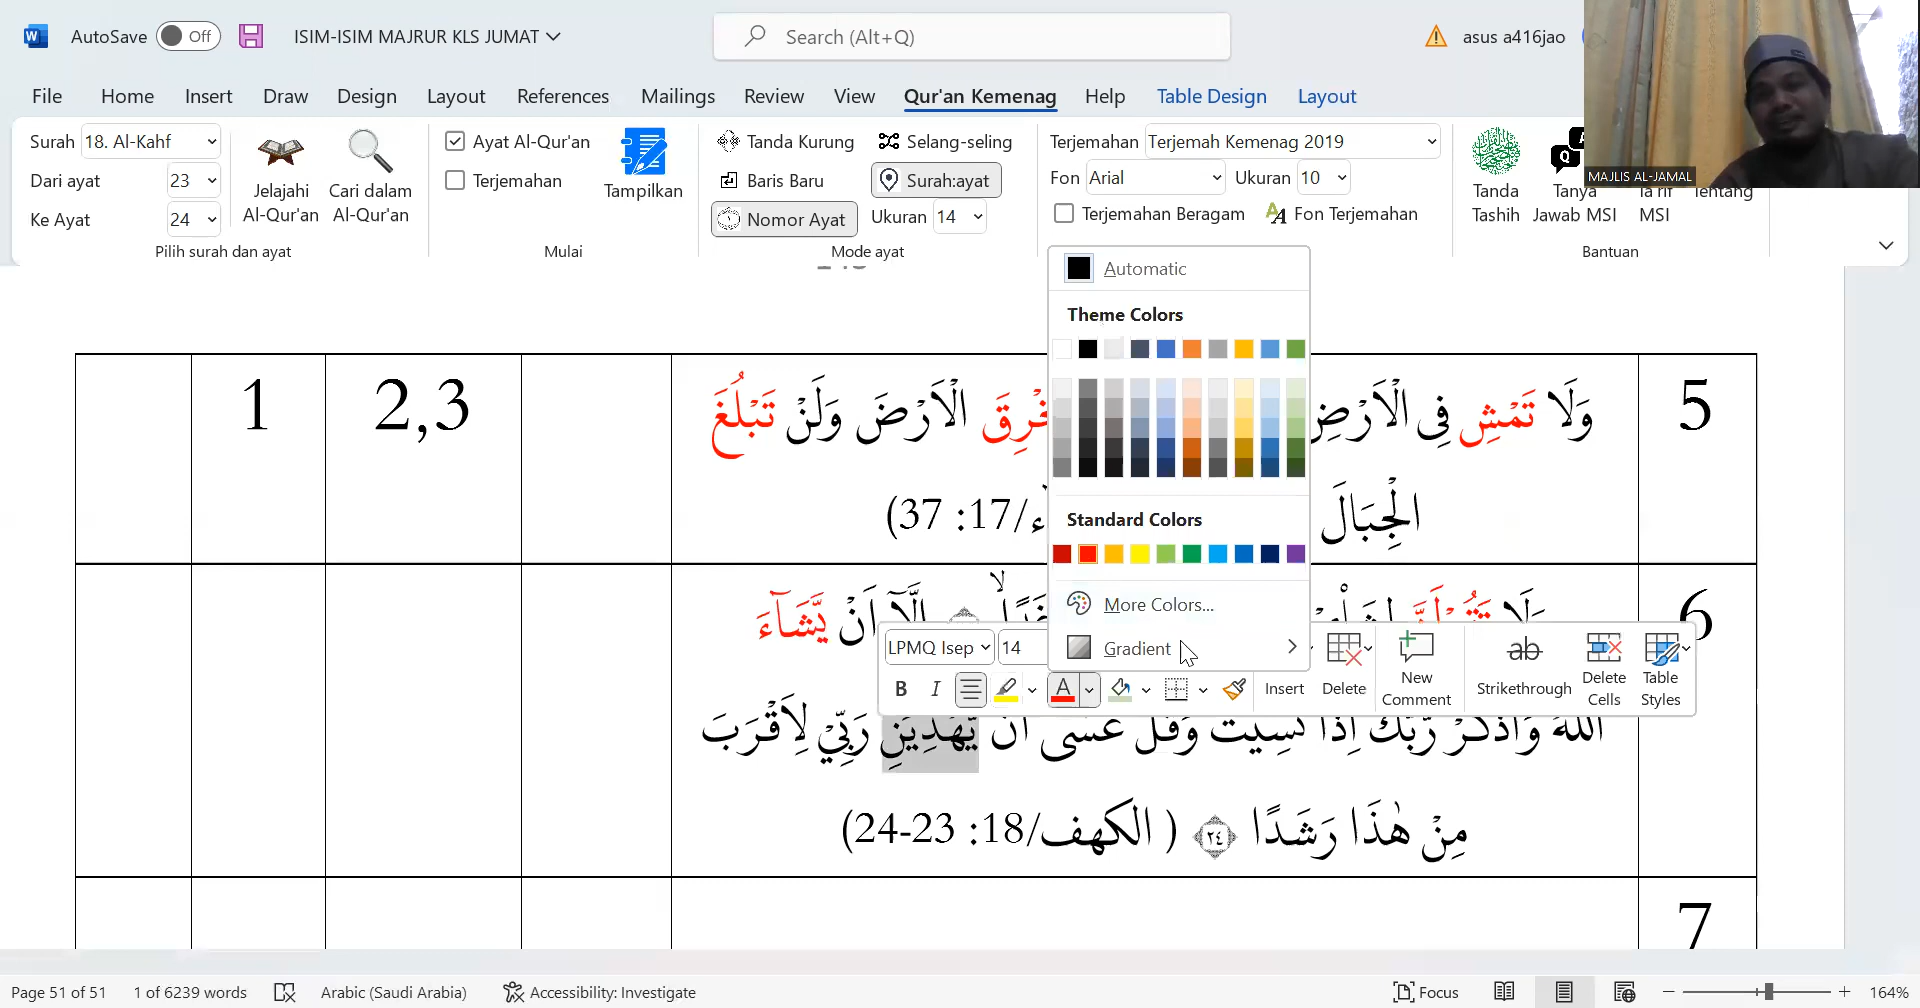 AutoSave Off ISIM-ISIM MAJRUR KLS JUMAT Search (Alt+Q) asus a416jao
File Home Insert Draw Design Layout References Mailings Review View Qur'an Kemenag Help Table Design Layout
Surah 18. Al-Kahf
Dari ayat 23
Ke Ayat 24
Jelajahi
Al-Qur'an
Cari dalam
Al-Qur'an
Pilih surah dan ayat
Ayat Al-Qur'an
Terjemahan
Tampilkan
Mulai
Tanda Kurung
Baris Baru
Nomor Ayat
Selang-seling
Surah:ayat
Ukuran 14
Mode ayat
Terjemahan Terjemah Kemenag 2019
Fon Arial Ukuran 10
Terjemahan Beragam Fon Terjemahan
Tanda
Tashih
Tanya
Jawab MSI
MSI
Tentang
Bantuan
MAJLIS AL-JAMAL
Automatic
Theme Colors
Standard Colors
More Colors...
Gradient
5
وَلَا تَمْشِ فِى الْاَرْضِ
الْاَرْضَ وَلَنْ تَبْلُغَ
الْجِبَالَ
/17: 37)
2,3
1
6
اِلَّآ اَنْ يَّشَاۤءَ
اللّٰهُ وَاذْكُرْ رَّبَّكَ اِذَا نَسِيْتَ وَقُلْ عَسٰٓى اَنْ يَّهْدِيَنِ رَبِّيْ لِاَقْرَبَ
مِنْ هٰذَا رَشَدًا ٢٤ ( الكهف/18: 23-24)
7
LPMQ Isep 14
B I A
Insert
Delete
New
Comment
ab
Strikethrough
Delete
Cells
Table
Styles
Page 51 of 51 1 of 6239 words Arabic (Saudi Arabia) Accessibility: Investigate Focus 164%